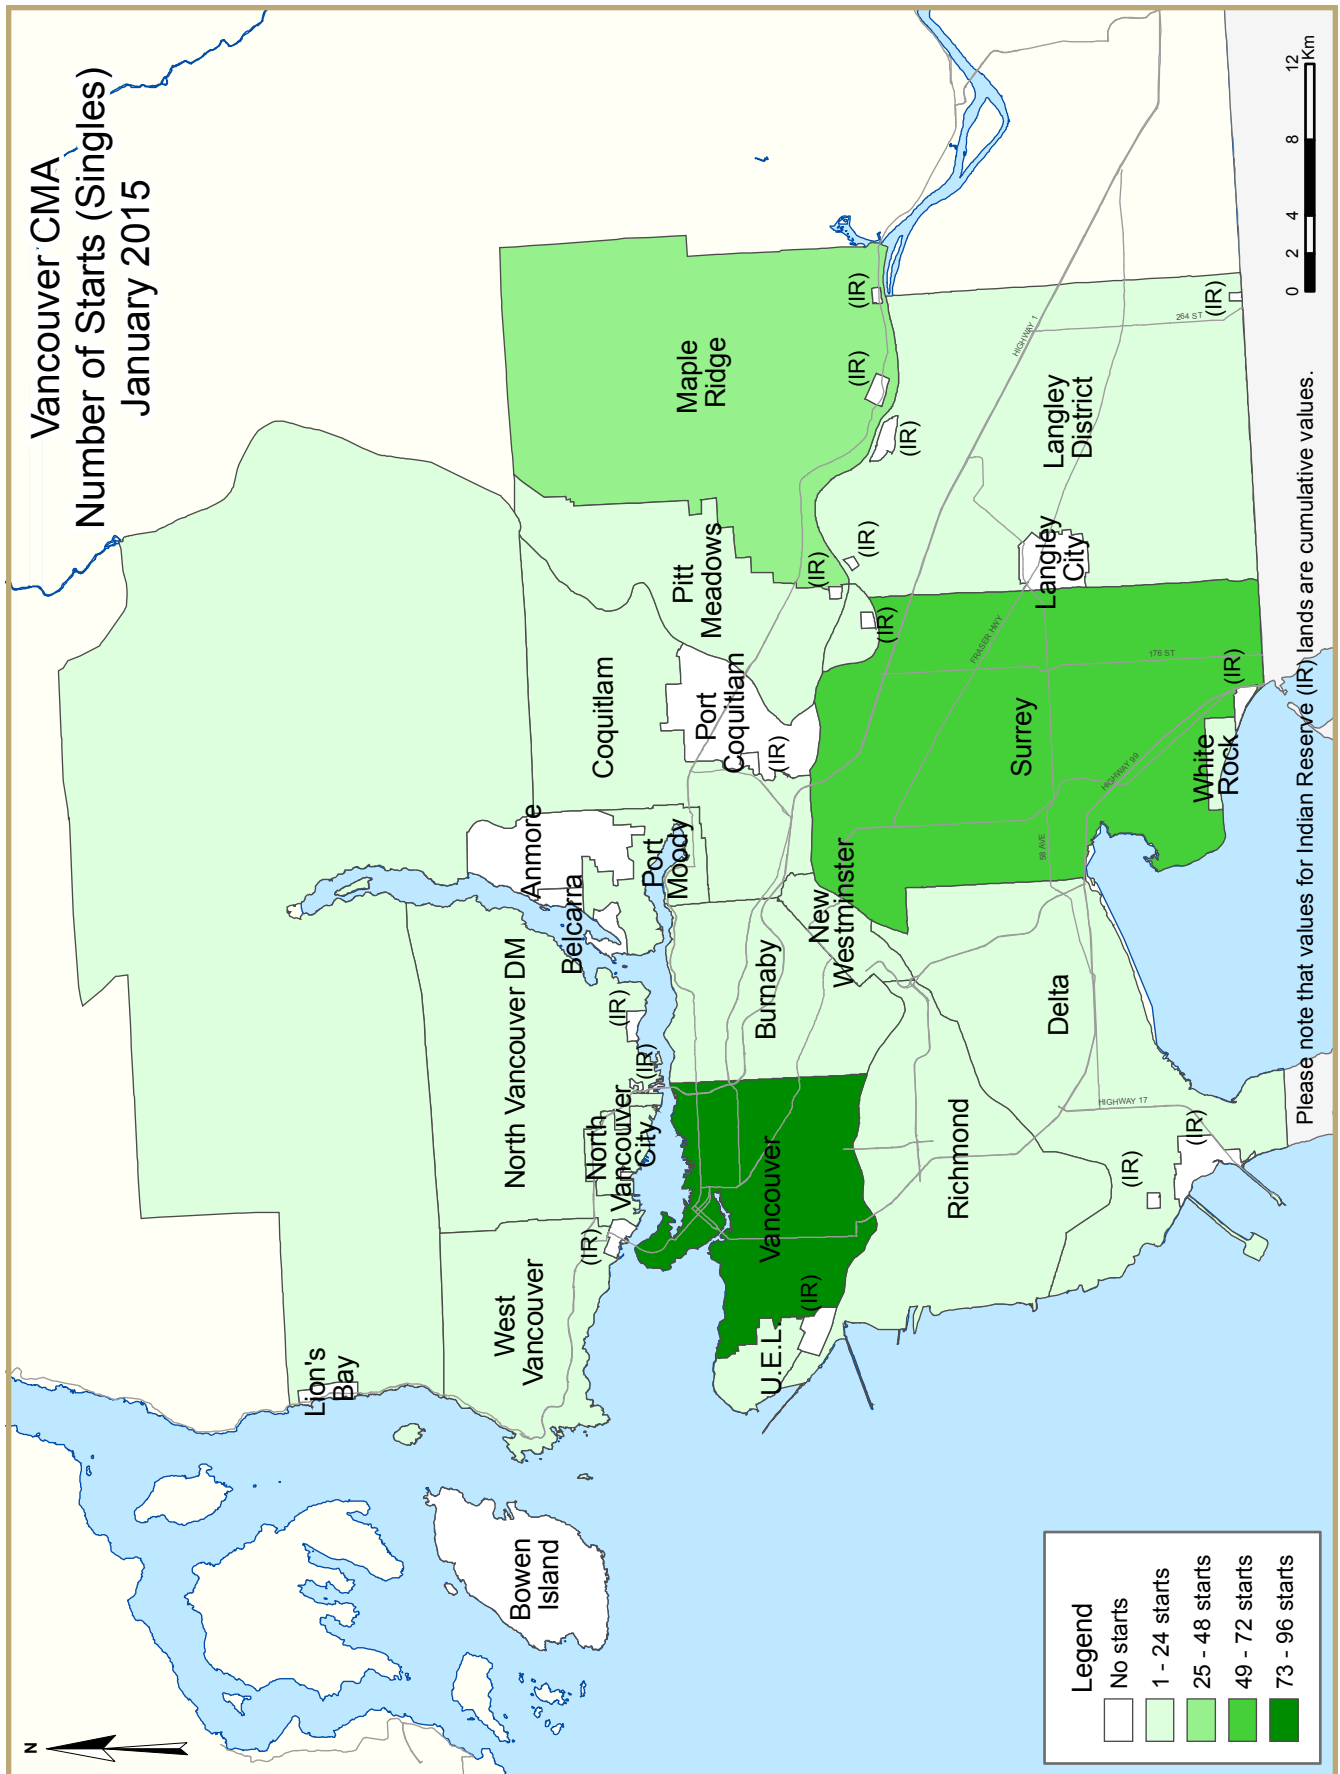 Vancouver CMA
Number of Starts (Singles)
January 2015
N
Lion's
Bay
Bowen
Island
West
Vancouver
North Vancouver DM
North
Vancouver
City
(IR)
(IR)
(IR)
Anmore
Belcarra
Port
Moody
Coquitlam
Port
Coquitlam
(IR)
Pitt
Meadows
Maple
Ridge
(IR)
(IR)
(IR)
(IR)
(IR)
(IR)
U.E.L.
(IR)
Vancouver
Burnaby
New
Westminster
Richmond
Delta
(IR)
(IR)
Surrey
White
Rock
(IR)
Langley
City
Langley
District
(IR)
HIGHWAY 1
264 ST
FRASER HWY
176 ST
58 AVE
HIGHWAY 99
HIGHWAY 17
Legend
No starts
1 - 24 starts
25 - 48 starts
49 - 72 starts
73 - 96 starts
0 2 4 8 12
Km
Please note that values for Indian Reserve (IR) lands are cumulative values.